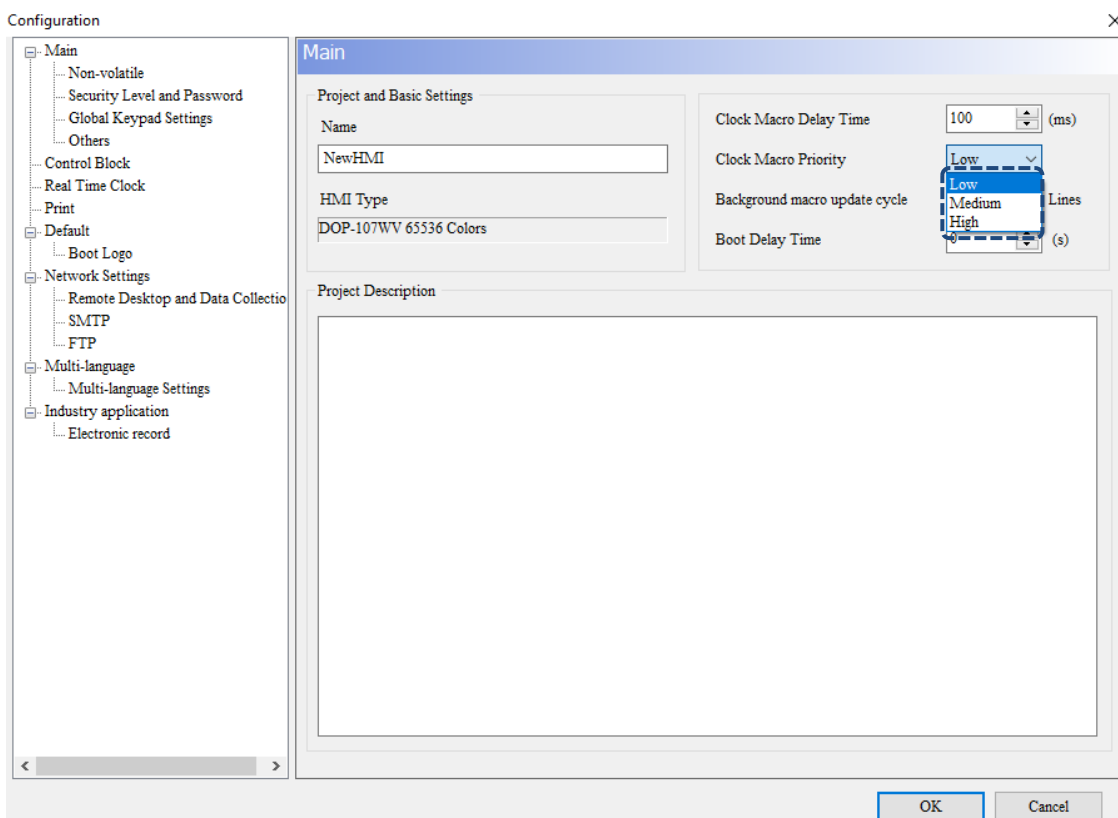 Configuration
Main
Non-volatile
Security Level and Password
Global Keypad Settings
Others
Control Block
Real Time Clock
Print
Default
Boot Logo
Network Settings
Remote Desktop and Data Collectio
SMTP
FTP
Multi-language
Multi-language Settings
Industry application
Electronic record
Main
Project and Basic Settings
Name
NewHMI
HMI Type
DOP-107WV 65536 Colors
Clock Macro Delay Time 100 (ms)
Clock Macro Priority Low
Low
Background macro update cycle Medium Lines
High
Boot Delay Time 0 (s)
Project Description
OK Cancel